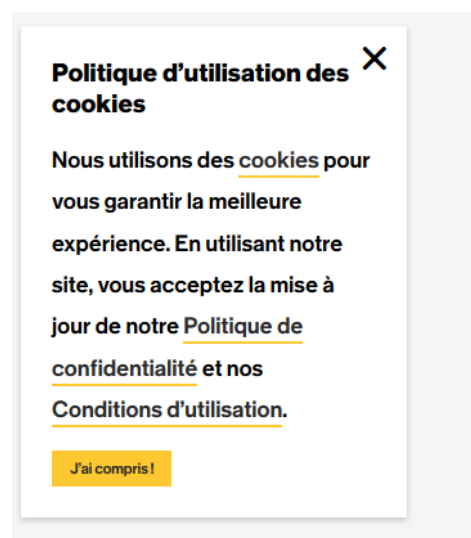 Politique d’utilisation des
cookies
Nous utilisons des cookies pour
vous garantir la meilleure
expérience. En utilisant notre
site, vous acceptez la mise à
jour de notre Politique de
confidentialité et nos
Conditions d’utilisation.
J’ai compris !